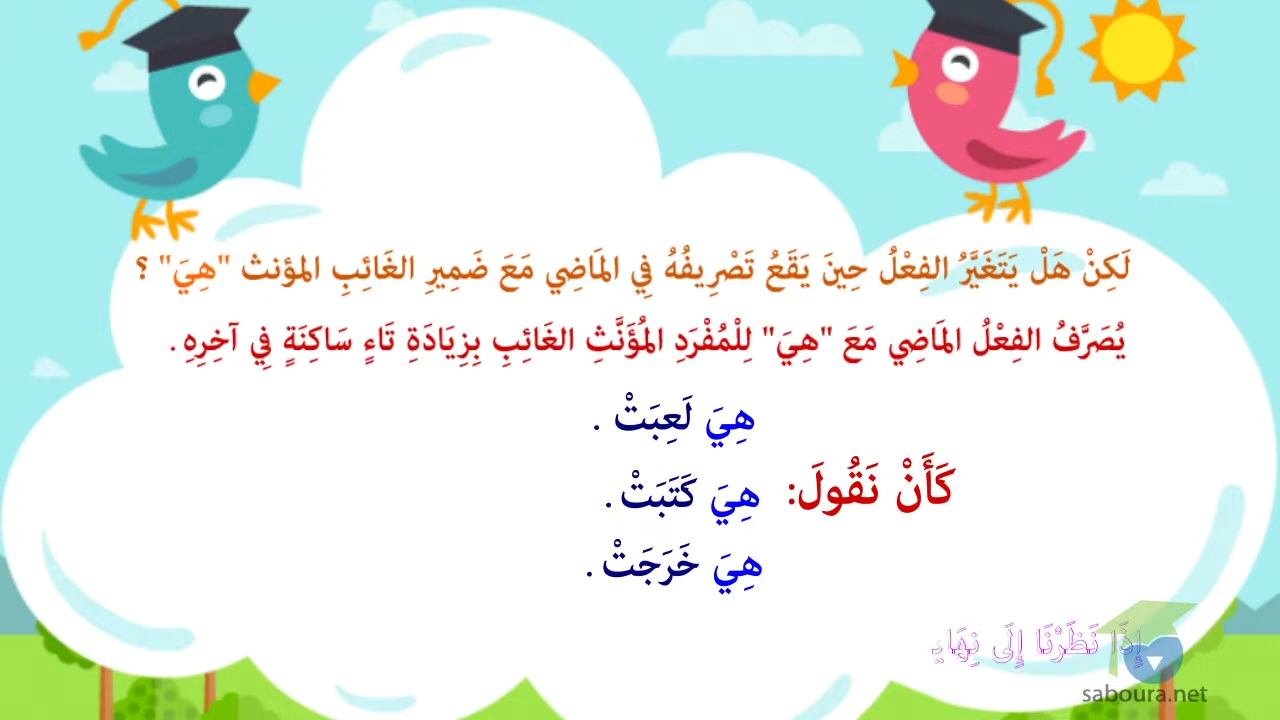 لَكِنْ هَلْ يَتَغَيَّرُ الفِعْلُ حِينَ يَقَعُ تَصْرِيفُهُ فِي المَاضِي مَعَ ضَمِيرِ الغَائِبِ المؤنث "هِيَ" ؟
يُصَرَّفُ الفِعْلُ المَاضِي مَعَ "هِيَ" لِلْمُفْرَدِ المُؤَنَّثِ الغَائِبِ بِزِيَادَةِ تَاءٍ سَاكِنَةٍ فِي آخِرِهِ .
هِيَ لَعِبَتْ .
كَأَنْ نَقُولَ: هِيَ كَتَبَتْ .
هِيَ خَرَجَتْ .
إِذَا نَظَرْنَا إِلَى
saboura.net